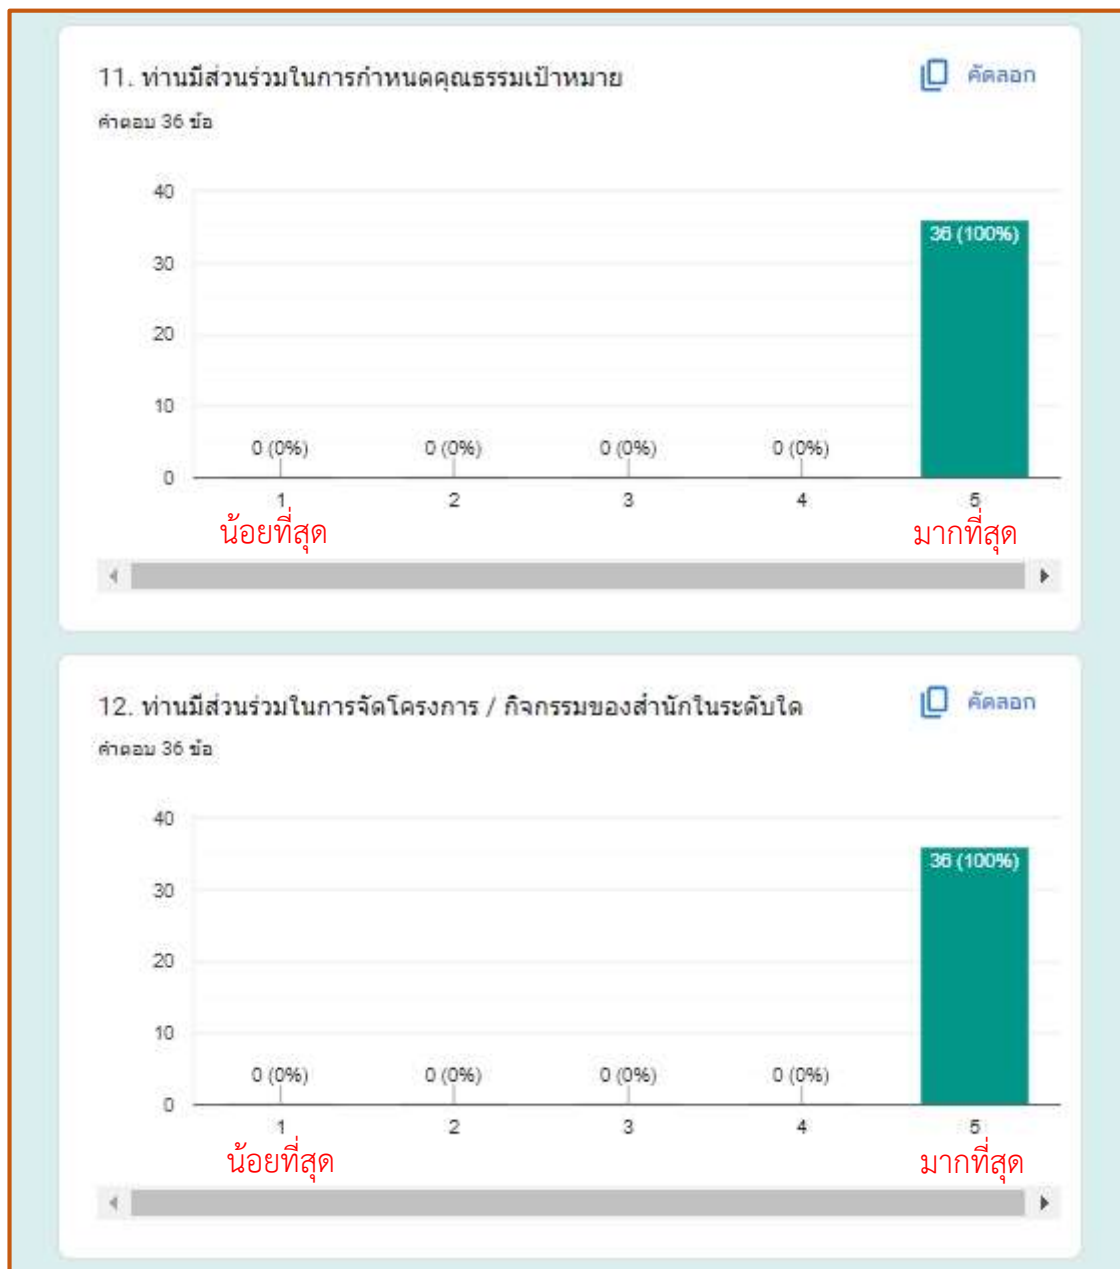 11. ท่านมีส่วนร่วมในการกำหนดคุณธรรมเป้าหมาย
คัดลอก
คำตอบ 36 ข้อ
40
36 (100%)
30
20
10
0 (0%) 0 (0%) 0 (0%) 0 (0%)
0
1 2 3 4 5
น้อยที่สุด มากที่สุด
12. ท่านมีส่วนร่วมในการจัดโครงการ / กิจกรรมของสำนักในระดับใด
คัดลอก
คำตอบ 36 ข้อ
40
36 (100%)
30
20
10
0 (0%) 0 (0%) 0 (0%) 0 (0%)
0
1 2 3 4 5
น้อยที่สุด มากที่สุด